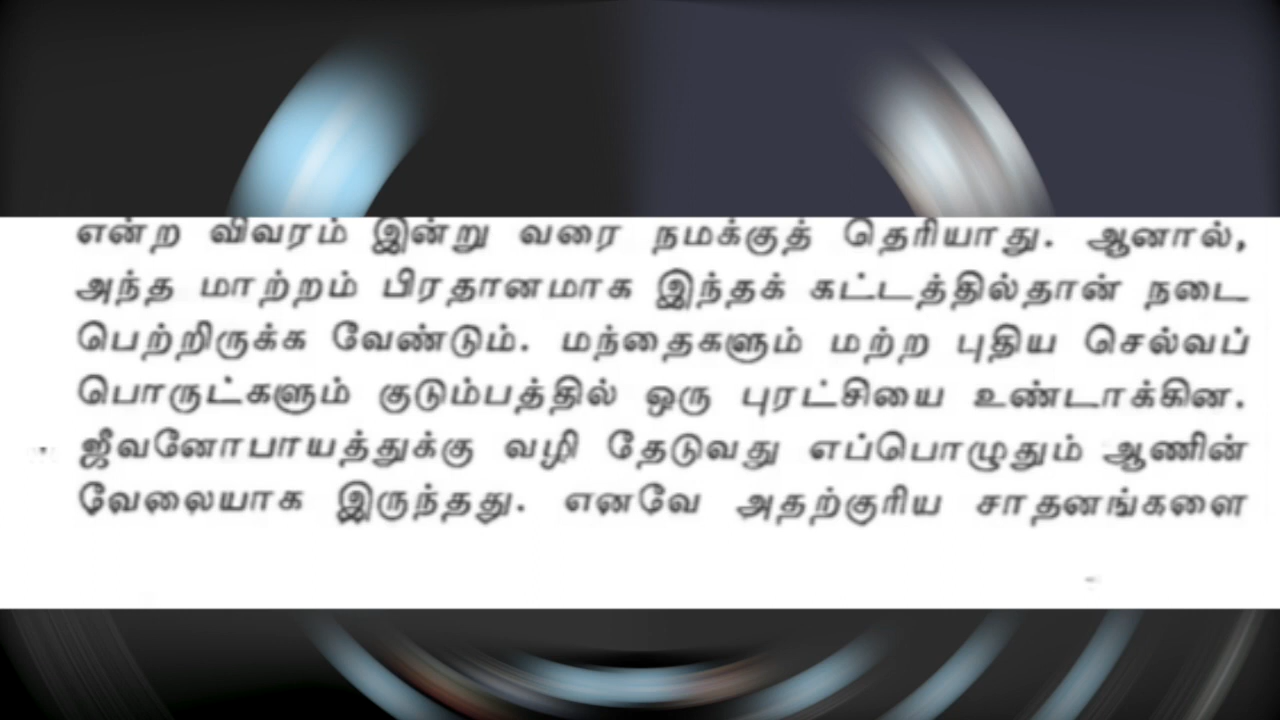 என்ற விவரம் இன்று வரை நமக்குத் தெரியாது. ஆனால்,
அந்த மாற்றம் பிரதானமாக இந்தக் கட்டத்தில்தான் நடை
பெற்றிருக்க வேண்டும். மந்தைகளும் மற்ற புதிய செல்வப்
பொருட்களும் குடும்பத்தில் ஒரு புரட்சியை உண்டாக்கின.
ஜீவனோபாயத்துக்கு வழி தேடுவது எப்பொழுதும் ஆணின்
வேலையாக இருந்தது. எனவே அதற்குரிய சாதனங்களை